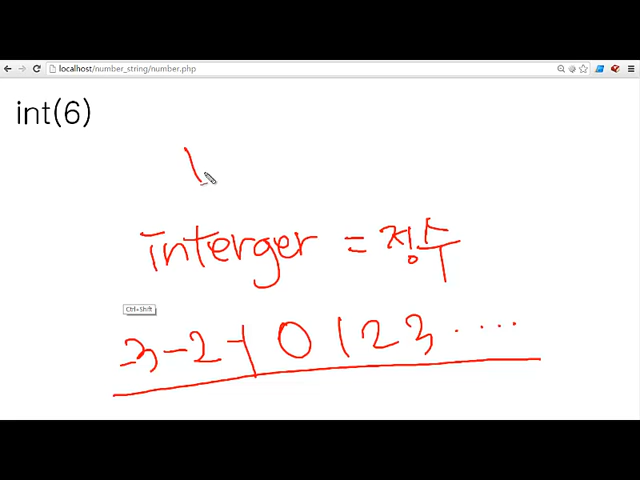 localhost/number_string/number.php
int(6)
interger = 정수
Ctrl+Shift
-3 -2 -1 0 1 2 3 ....